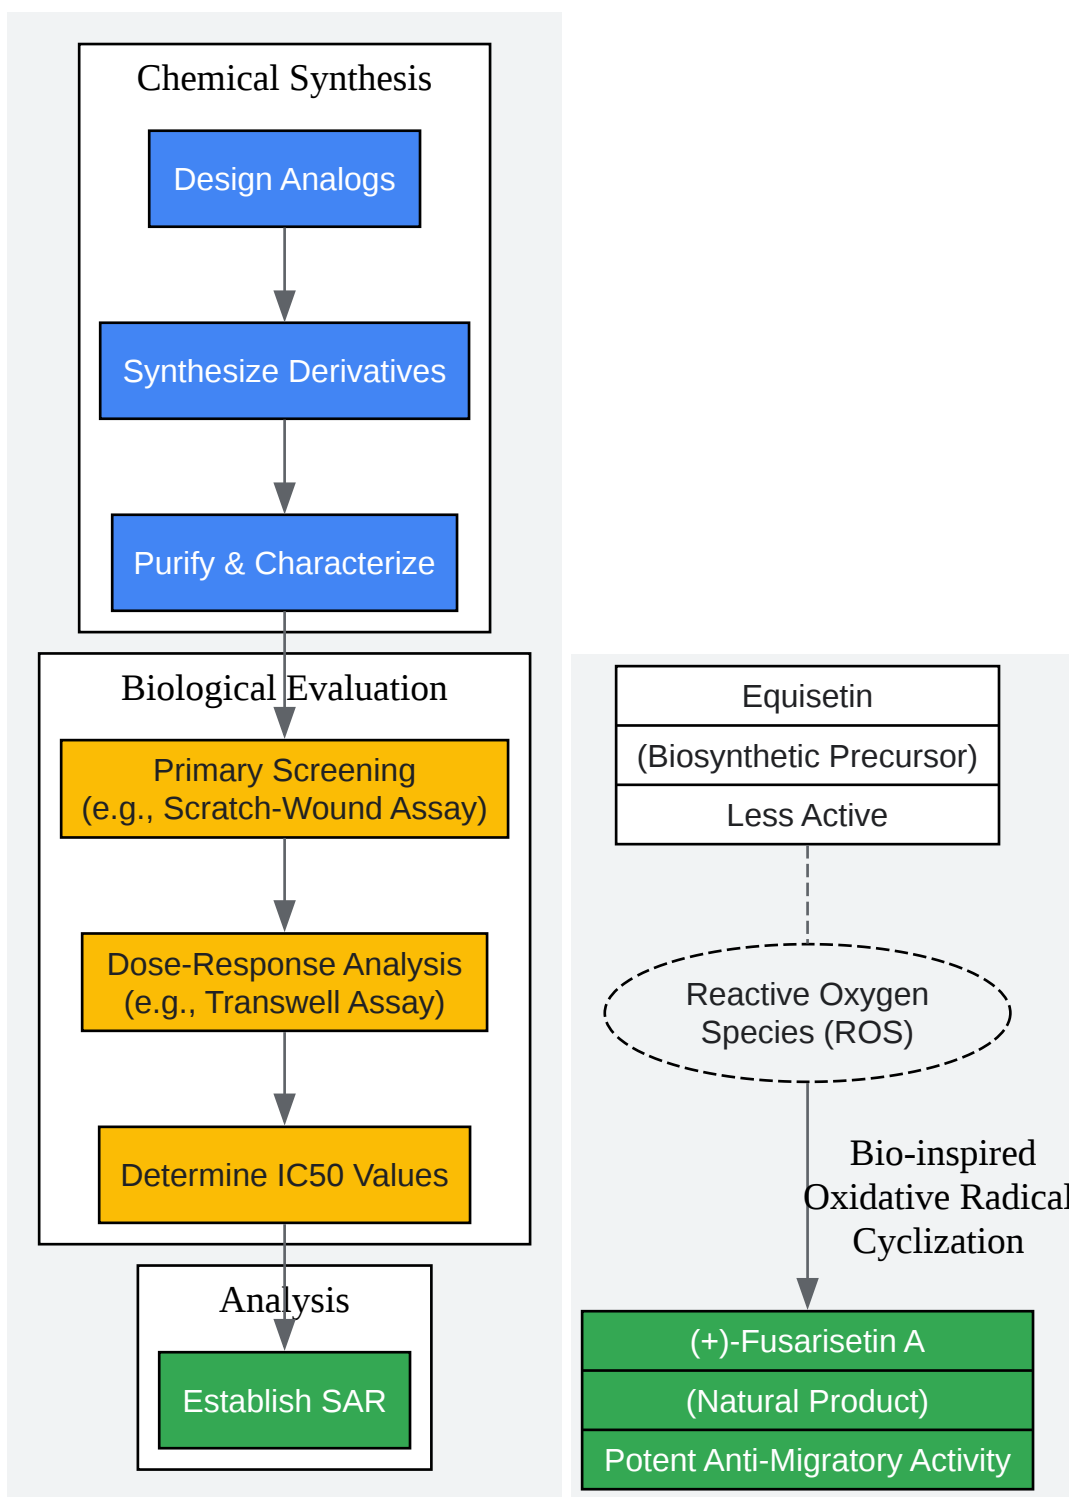 Chemical Synthesis
Design Analogs
Synthesize Derivatives
Purify & Characterize
Biological Evaluation
Primary Screening
(e.g., Scratch-Wound Assay)
Dose-Response Analysis
(e.g., Transwell Assay)
Determine IC50 Values
Analysis
Establish SAR
Equisetin
(Biosynthetic Precursor)
Less Active
Reactive Oxygen
Species (ROS)
Bio-inspired
Oxidative Radical
Cyclization
(+)-Fusarisetin A
(Natural Product)
Potent Anti-Migratory Activity